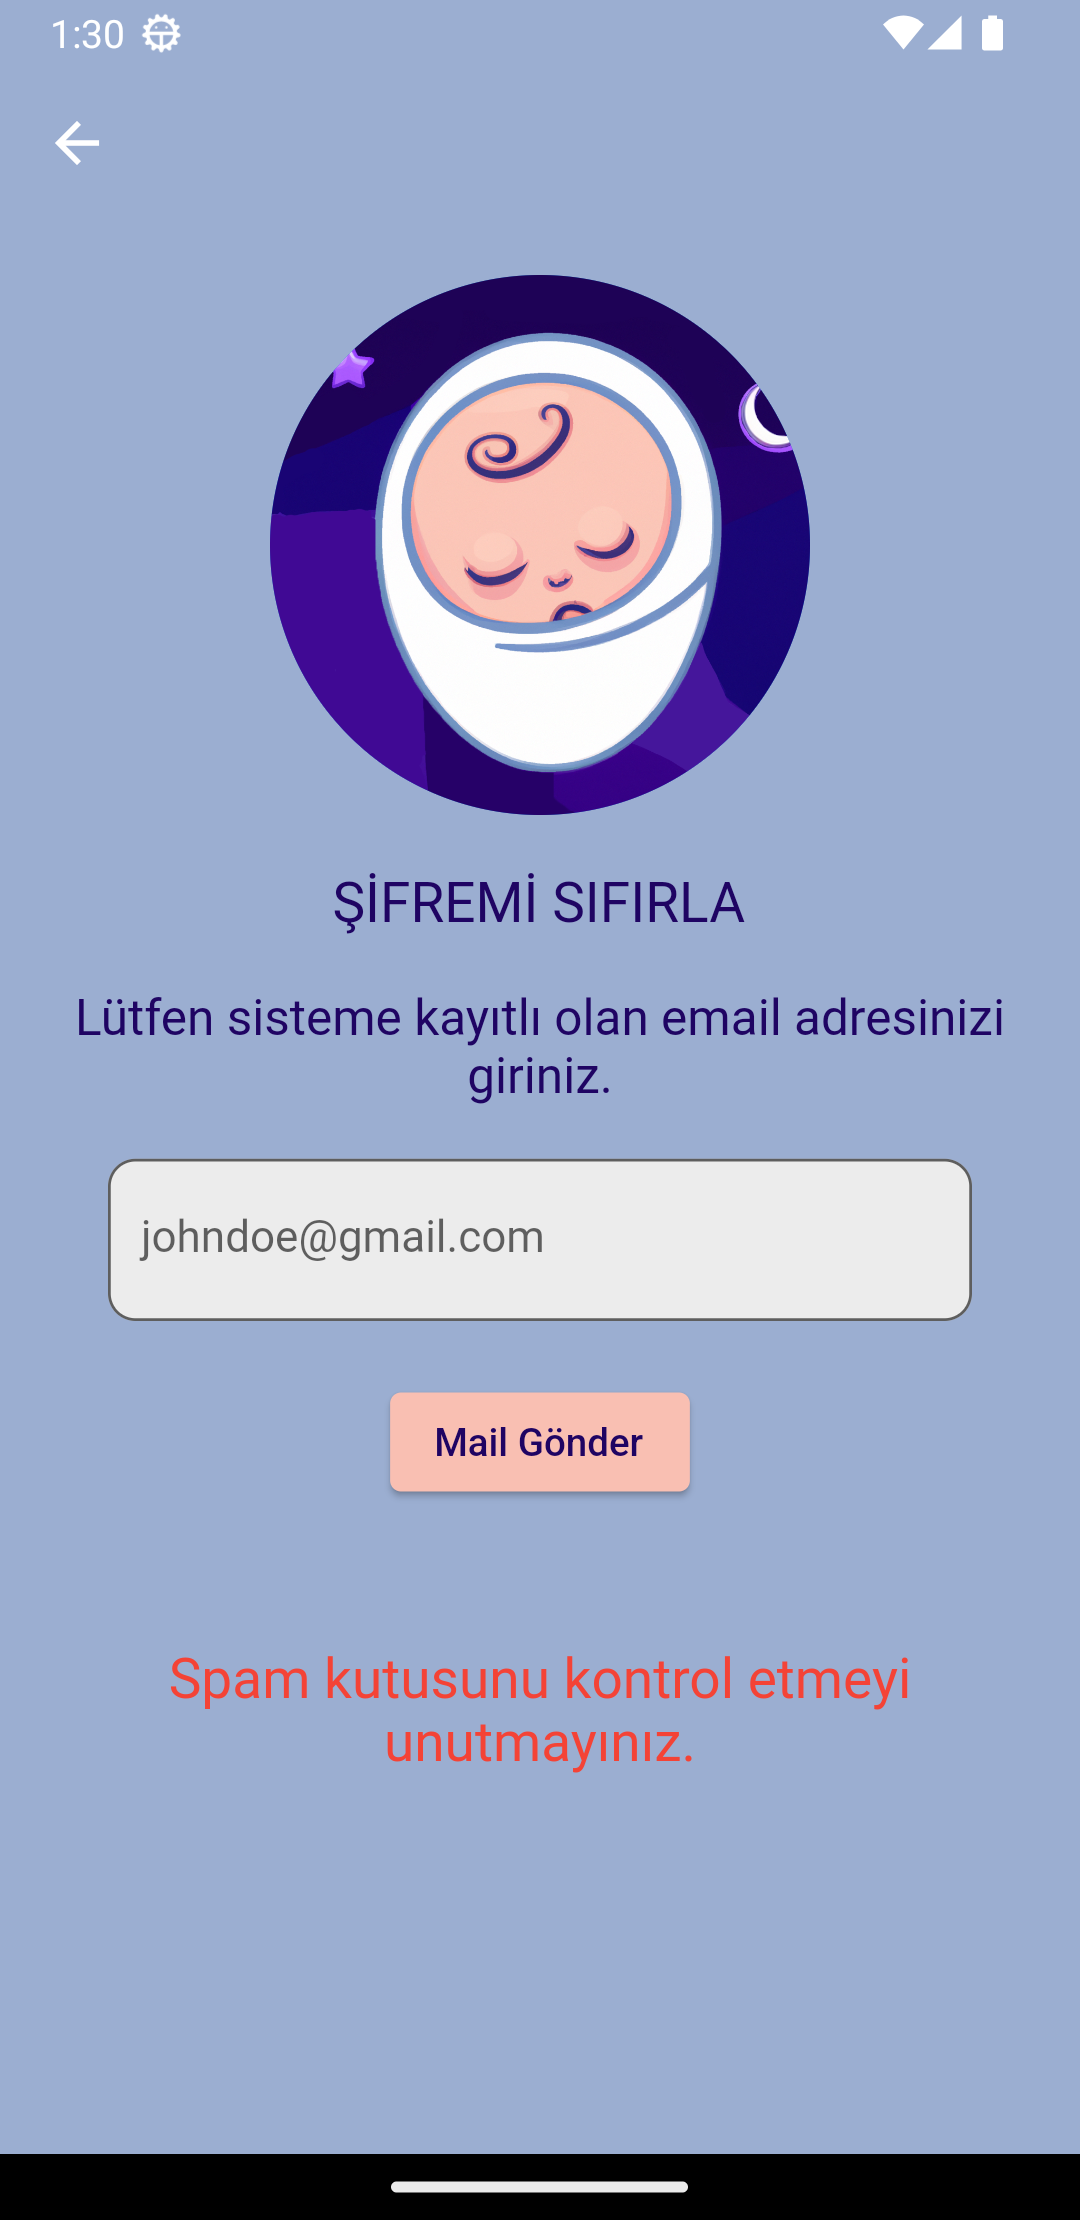 1:30
ŞİFREMİ SIFIRLA
Lütfen sisteme kayıtlı olan email adresinizi
giriniz.
johndoe@gmail.com
Mail Gönder
Spam kutusunu kontrol etmeyi
unutmayınız.